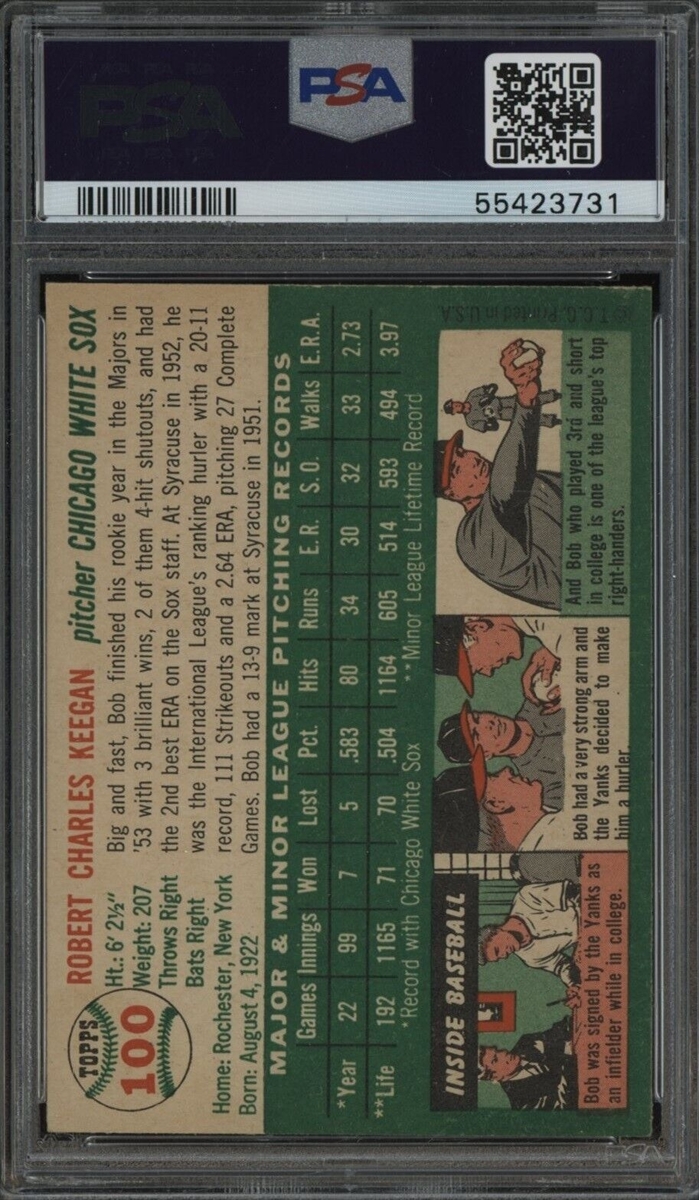 PSA
PSA
55423731
TOPPS
100
ROBERT CHARLES KEEGAN pitcher CHICAGO WHITE SOX
Ht.: 6' 2½"
Weight: 207
Throws Right
Bats Right
Home: Rochester, New York
Born: August 4, 1922
Big and fast, Bob finished his rookie year in the Majors in
'53 with 3 brilliant wins, 2 of them 4-hit shutouts, and had
the 2nd best ERA on the Sox staff. At Syracuse in 1952, he
was the International League's ranking hurler with a 20-11
record, 111 Strikeouts and a 2.64 ERA, pitching 27 Complete
Games. Bob had a 13-9 mark at Syracuse in 1951.
MAJOR & MINOR LEAGUE PITCHING RECORDS
Games Innings Won Lost Pct. Hits Runs E.R. S.O. Walks E.R.A.
*Year 22 99 7 5 .583 80 34 30 32 33 2.73
**Life 192 1165 71 70 .504 1164 605 514 593 494 3.97
*Record with Chicago White Sox **Minor League Lifetime Record
INSIDE BASEBALL
Bob was signed by the Yanks as
an infielder while in college.
Bob had a very strong arm and
the Yanks decided to make
him a hurler.
And Bob who played 3rd and short
in college is one of the league's top
right-handers.
© T. C. G. Printed in U.S.A.
PSA